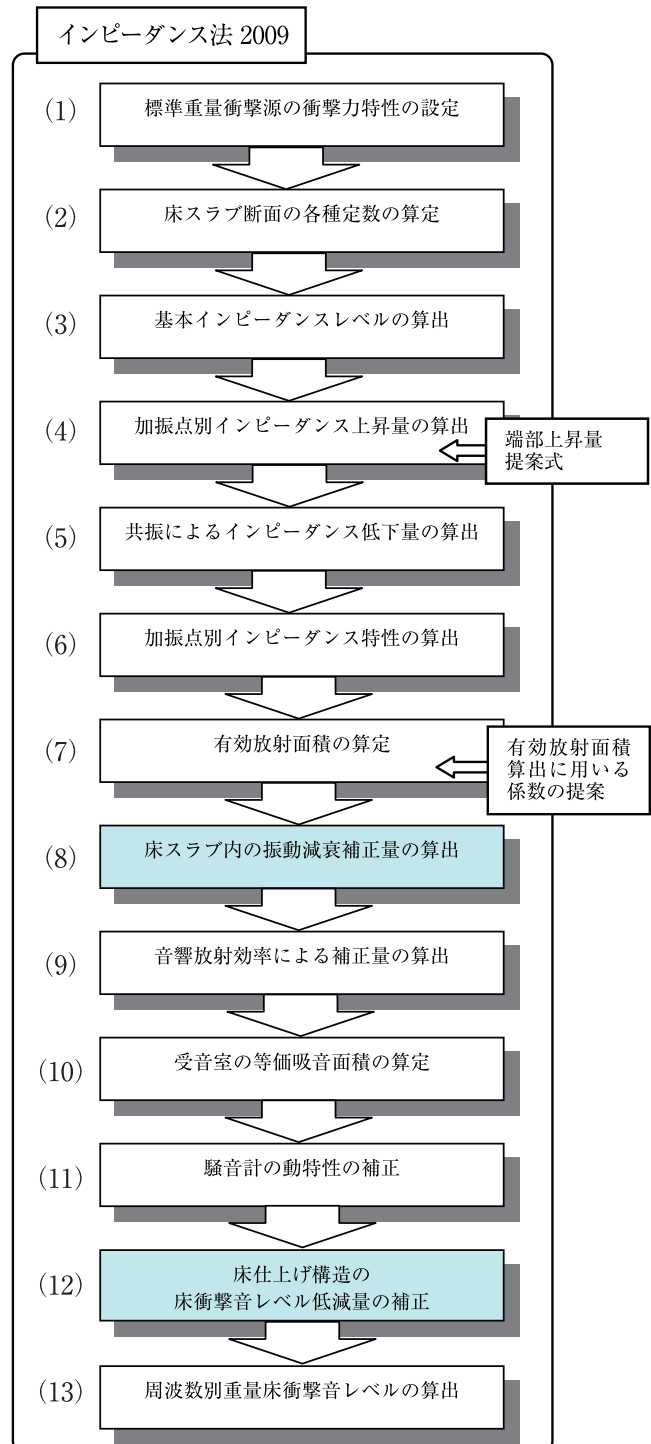 インピーダンス法 2009
(1) 標準重量衝撃源の衝撃力特性の設定
(2) 床スラブ断面の各種定数の算定
(3) 基本インピーダンスレベルの算出
(4) 加振点別インピーダンス上昇量の算出
端部上昇量
提案式
(5) 共振によるインピーダンス低下量の算出
(6) 加振点別インピーダンス特性の算出
(7) 有効放射面積の算定
有効放射面積
算出に用いる
係数の提案
(8) 床スラブ内の振動減衰補正量の算出
(9) 音響放射効率による補正量の算出
(10) 受音室の等価吸音面積の算定
(11) 騒音計の動特性の補正
(12) 床仕上げ構造の
床衝撃音レベル低減量の補正
(13) 周波数別重量床衝撃音レベルの算出